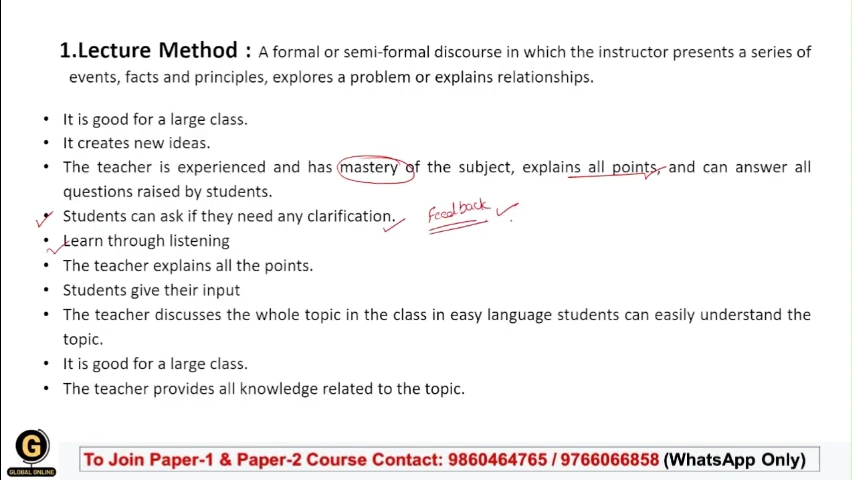 1.Lecture Method : A formal or semi-formal discourse in which the instructor presents a series of
events, facts and principles, explores a problem or explains relationships.
• It is good for a large class.
• It creates new ideas.
• The teacher is experienced and has mastery of the subject, explains all points, and can answer all
questions raised by students.
• Students can ask if they need any clarification. Feedback
• Learn through listening
• The teacher explains all the points.
• Students give their input
• The teacher discusses the whole topic in the class in easy language students can easily understand the
topic.
• It is good for a large class.
• The teacher provides all knowledge related to the topic.
G
GLOBAL ONLINE
To Join Paper-1 & Paper-2 Course Contact: 9860464765 / 9766066858 (WhatsApp Only)